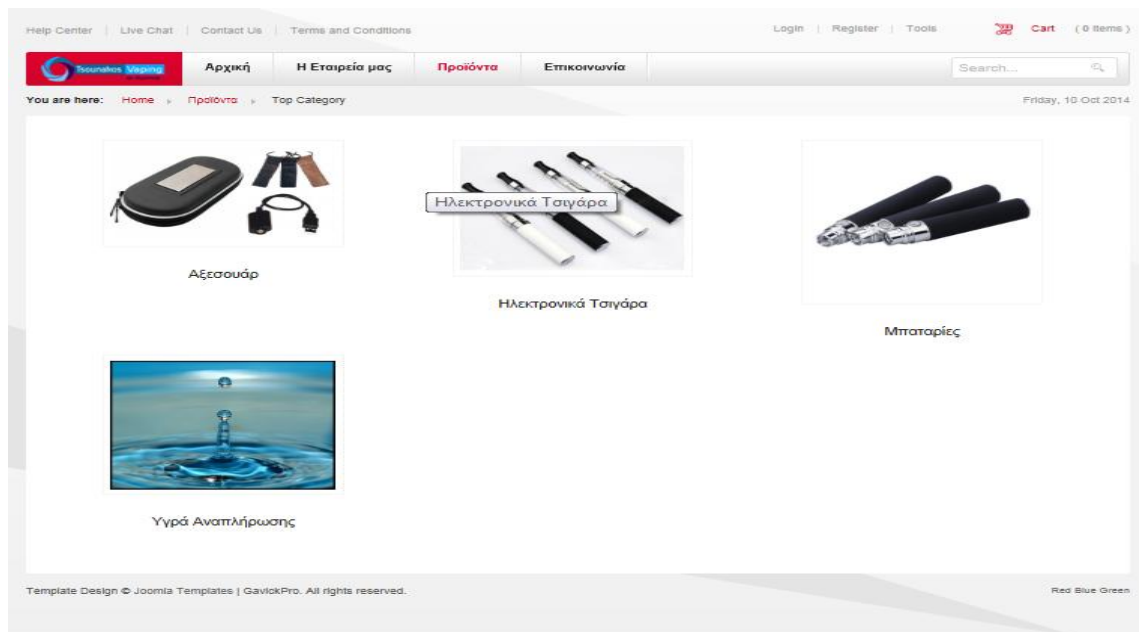 Help Center | Live Chat | Contact Us | Terms and Conditions Login | Register | Tools Cart ( 0 Items )
Tsounakos Vaping Αρχική Η Εταιρεία μας Προϊόντα Επικοινωνία Search...
You are here: Home Προϊόντα Top Category Friday, 10 Oct 2014
Ηλεκτρονικά Τσιγάρα
Αξεσουάρ
Ηλεκτρονικά Τσιγάρα
Μπαταρίες
Υγρά Αναπλήρωσης
Template Design © Joomla Templates | GavickPro. All rights reserved. Red Blue Green